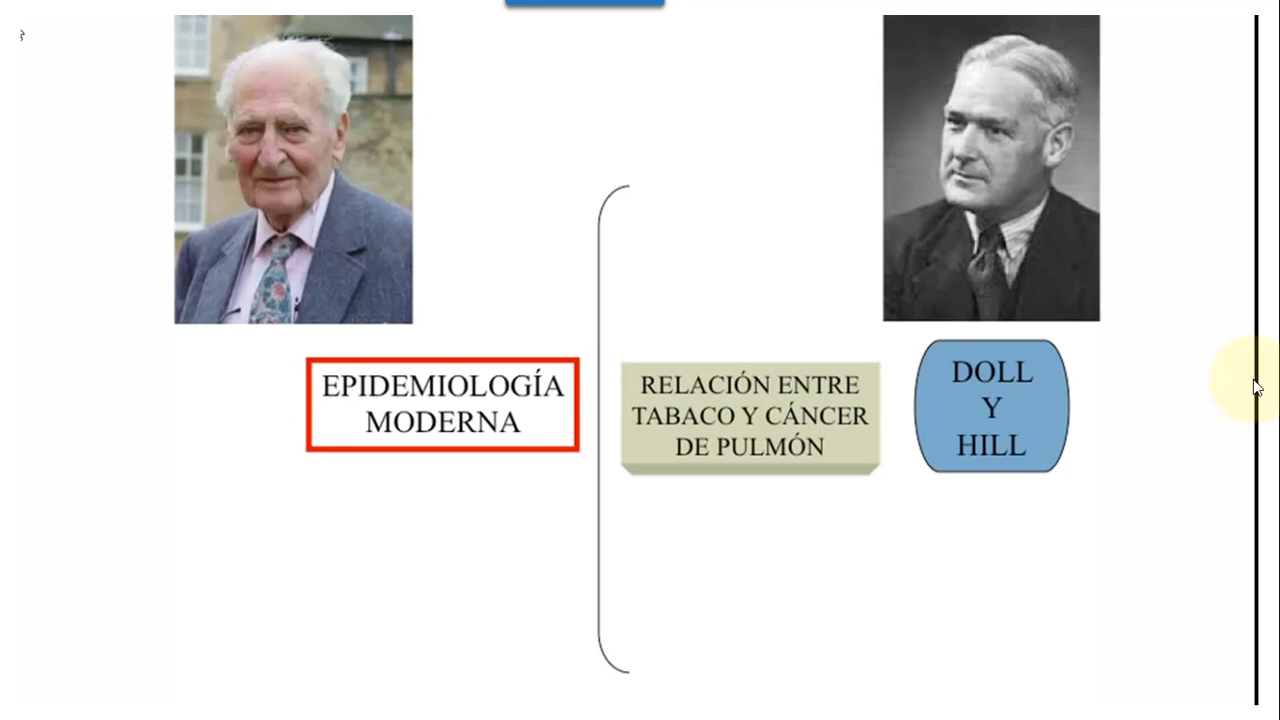 EPIDEMIOLOGÍA
MODERNA
RELACIÓN ENTRE
TABACO Y CÁNCER
DE PULMÓN
DOLL
Y
HILL